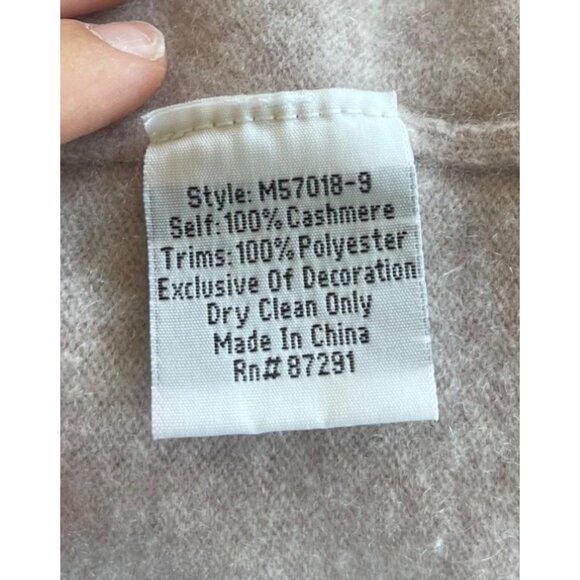 Style: M57018-9
Self: 100% Cashmere
Trims: 100% Polyester
Exclusive Of Decoration
Dry Clean Only
Made In China
Rn# 87291